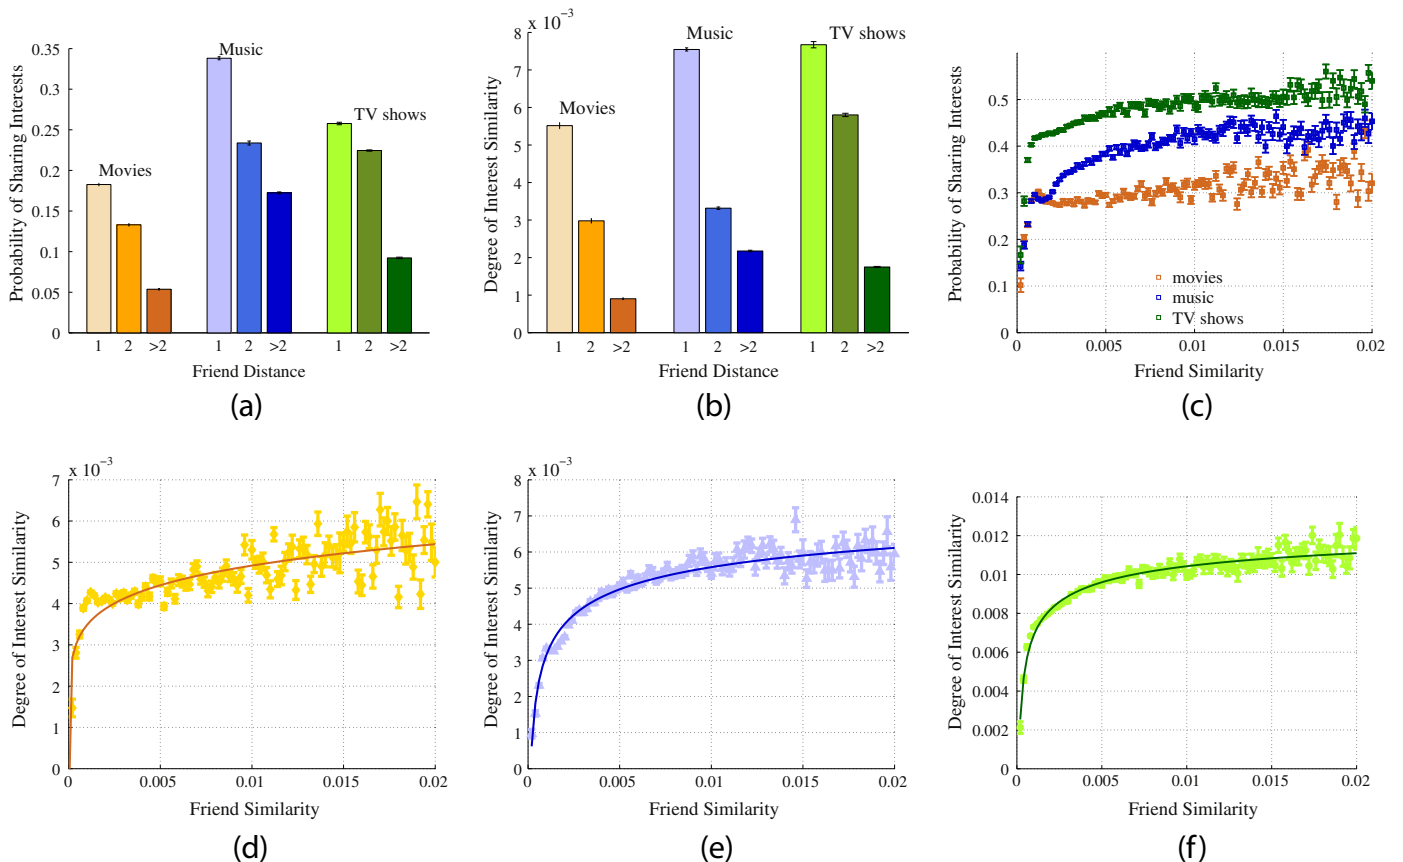 0.35
0.3
0.25
0.2
0.15
0.1
0.05
0
Probability of Sharing Interests
Movies
Music
TV shows
1 2 >2 1 2 >2 1 2 >2
Friend Distance
(a)
x 10⁻³
8
7
6
5
4
3
2
1
0
Degree of Interest Similarity
Movies
Music
TV shows
1 2 >2 1 2 >2 1 2 >2
Friend Distance
(b)
0.5
0.4
0.3
0.2
0.1
0
Probability of Sharing Interests
movies
music
TV shows
0 0.005 0.01 0.015 0.02
Friend Similarity
(c)
x 10⁻³
7
6
5
4
3
2
1
0
Degree of Interest Similarity
0 0.005 0.01 0.015 0.02
Friend Similarity
(d)
x 10⁻³
8
7
6
5
4
3
2
1
0
Degree of Interest Similarity
0 0.005 0.01 0.015 0.02
Friend Similarity
(e)
0.014
0.012
0.01
0.008
0.006
0.004
0.002
0
Degree of Interest Similarity
0 0.005 0.01 0.015 0.02
Friend Similarity
(f)